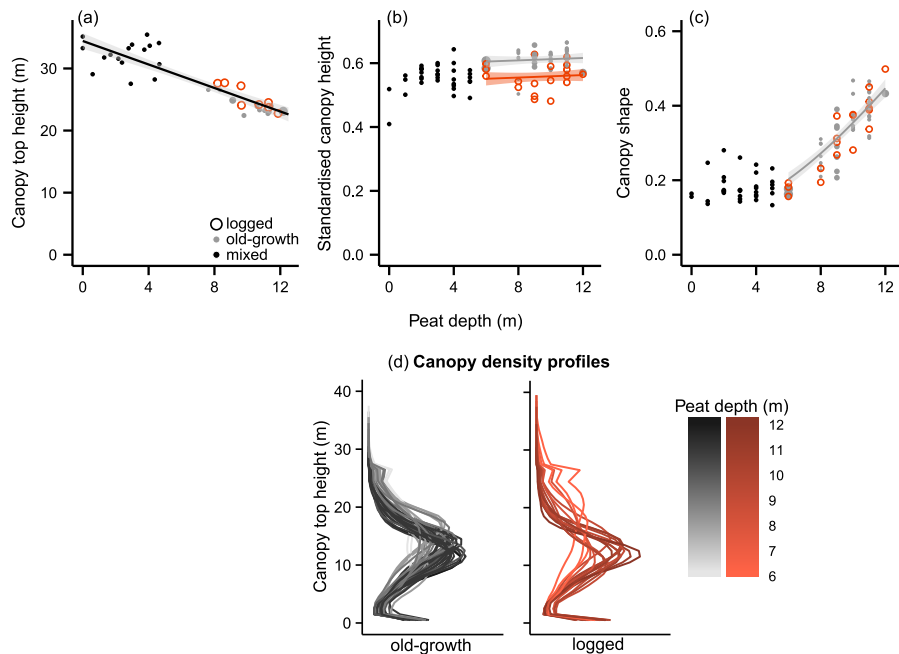 (a)
(b)
(c)
Canopy top height (m)
30
20
10
0
0
4
8
12
logged
old-growth
mixed
Standardised canopy height
0.6
0.4
0.2
0.0
0
4
8
12
Canopy shape
0.6
0.4
0.2
0.0
0
4
8
12
Peat depth (m)
(d) Canopy density profiles
Canopy top height (m)
40
30
20
10
0
old-growth
logged
Peat depth (m)
12
11
10
9
8
7
6